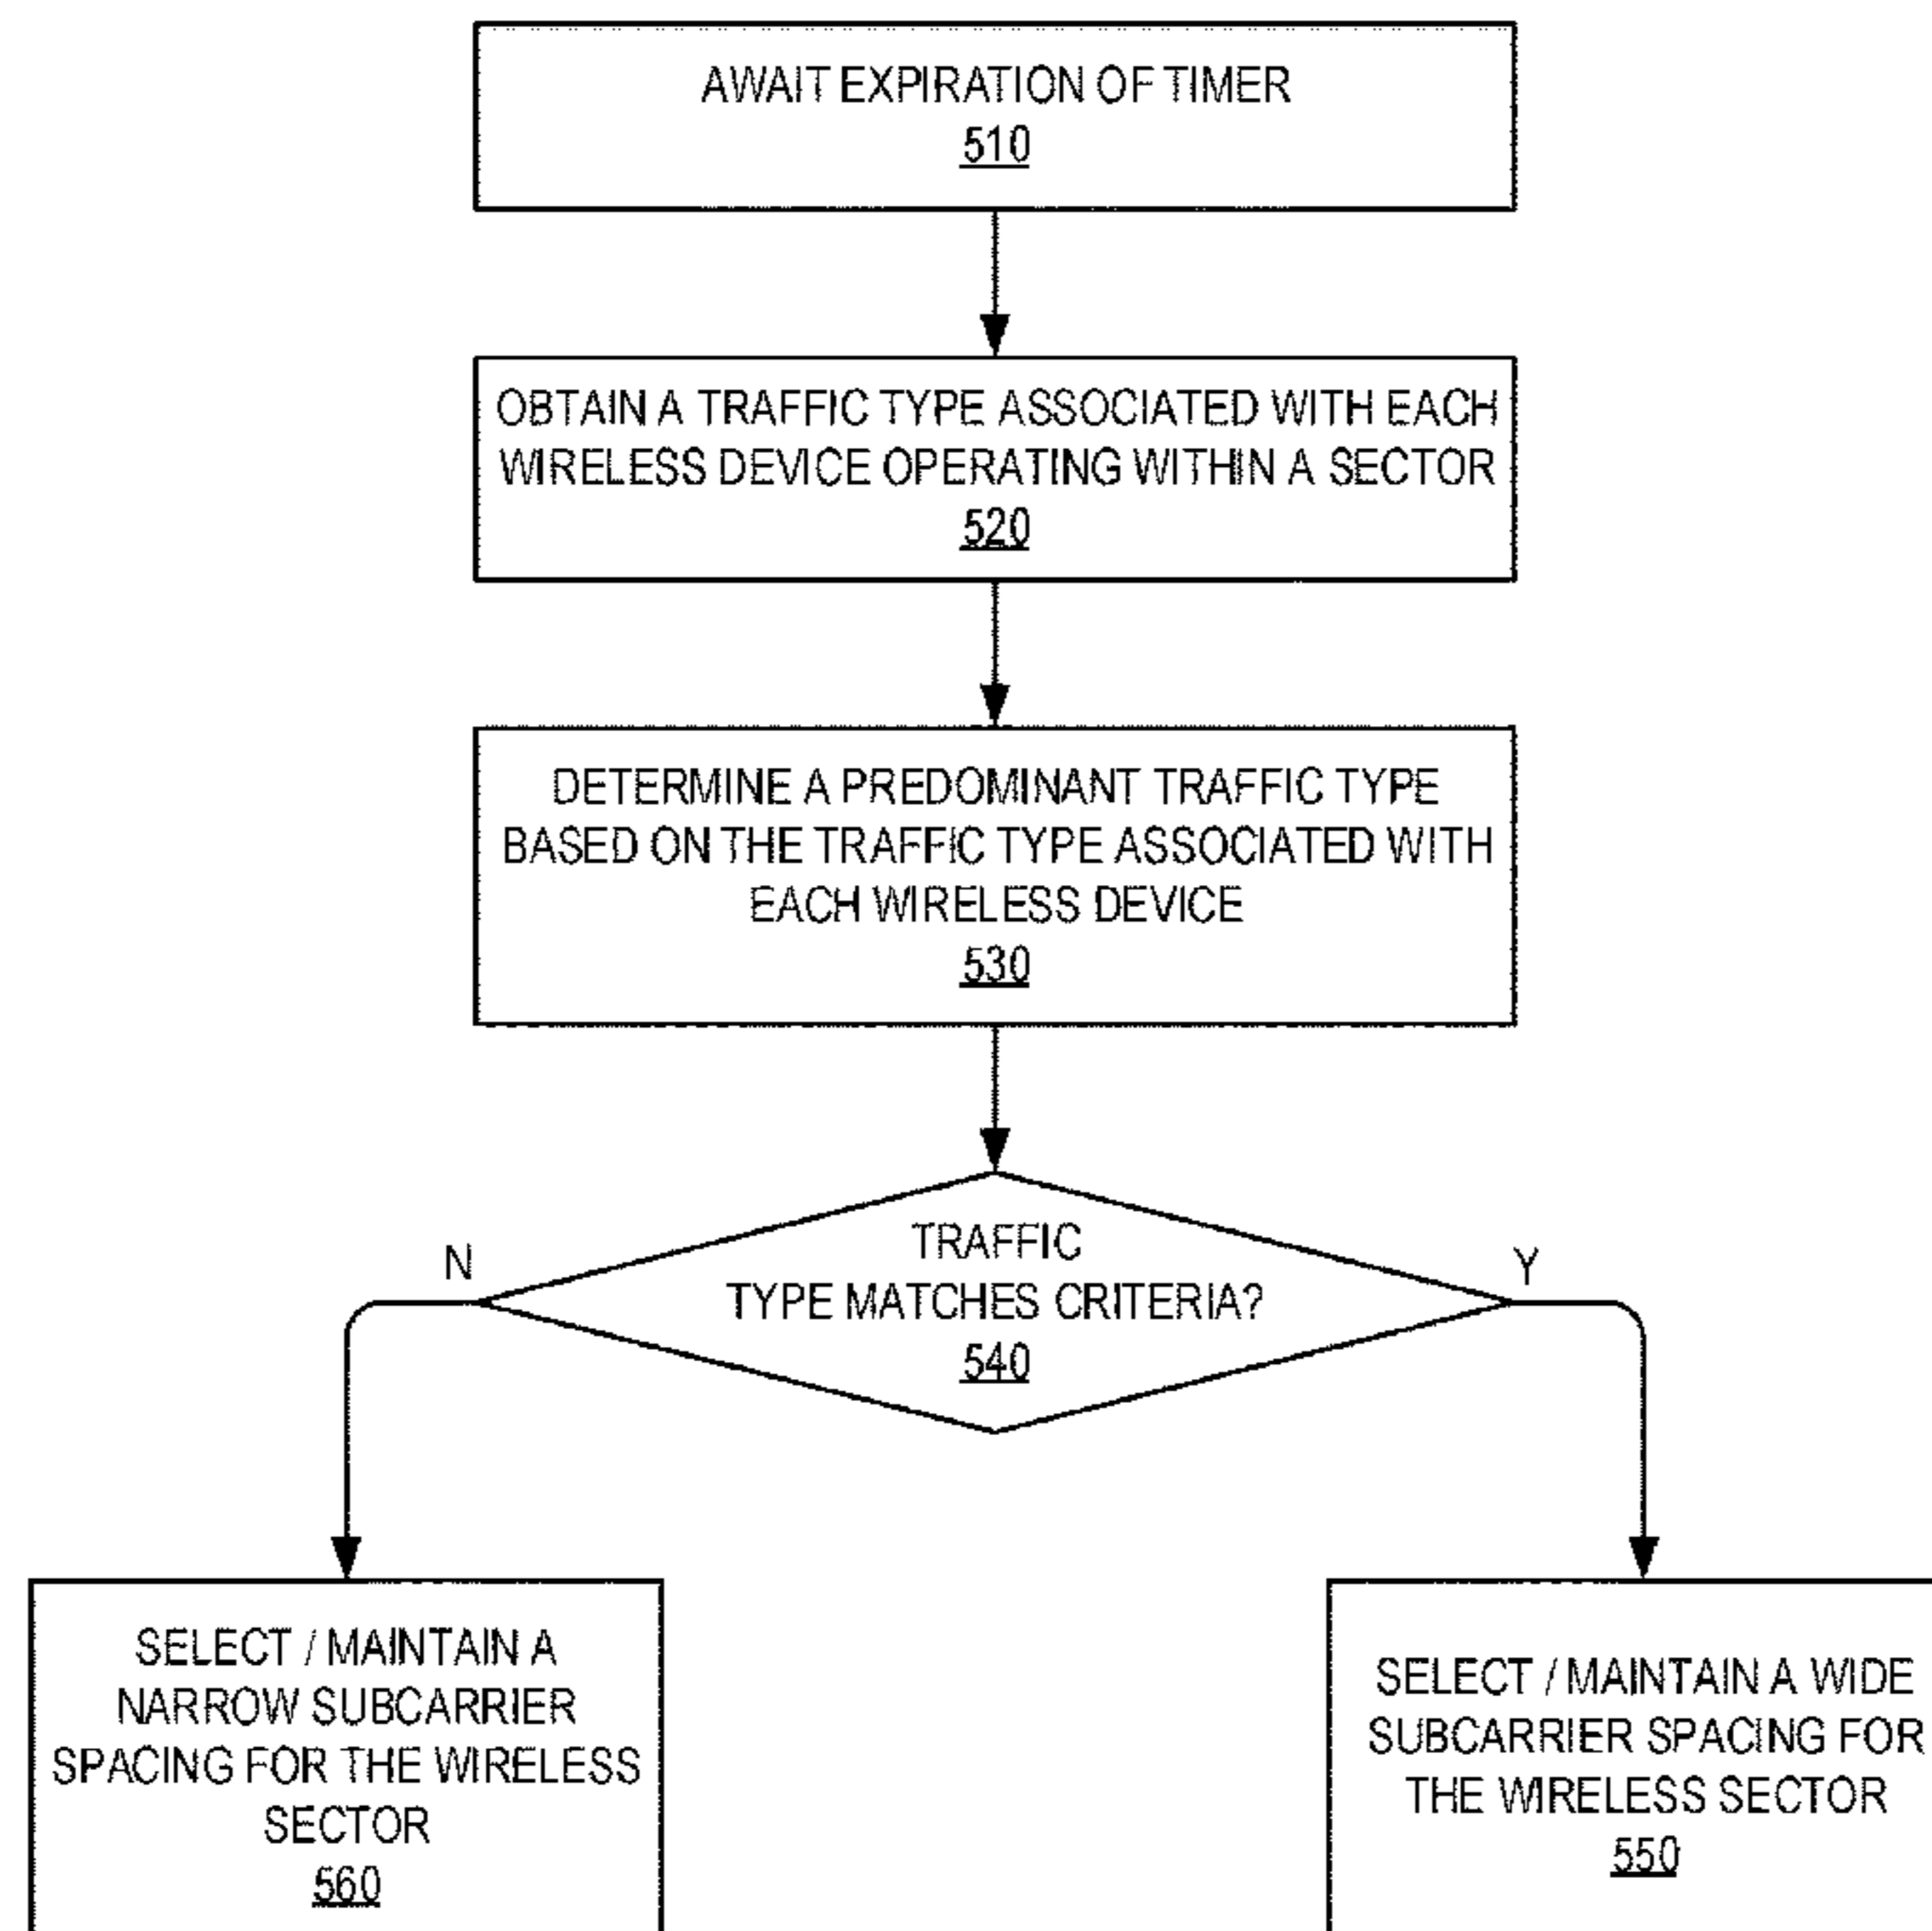 AWAIT EXPIRATION OF TIMER
510
OBTAIN A TRAFFIC TYPE ASSOCIATED WITH EACH
WIRELESS DEVICE OPERATING WITHIN A SECTOR
520
DETERMINE A PREDOMINANT TRAFFIC TYPE
BASED ON THE TRAFFIC TYPE ASSOCIATED WITH
EACH WIRELESS DEVICE
530
TRAFFIC
TYPE MATCHES CRITERIA?
540
N
Y
SELECT / MAINTAIN A
NARROW SUBCARRIER
SPACING FOR THE WIRELESS
SECTOR
560
SELECT / MAINTAIN A WIDE
SUBCARRIER SPACING FOR
THE WIRELESS SECTOR
550